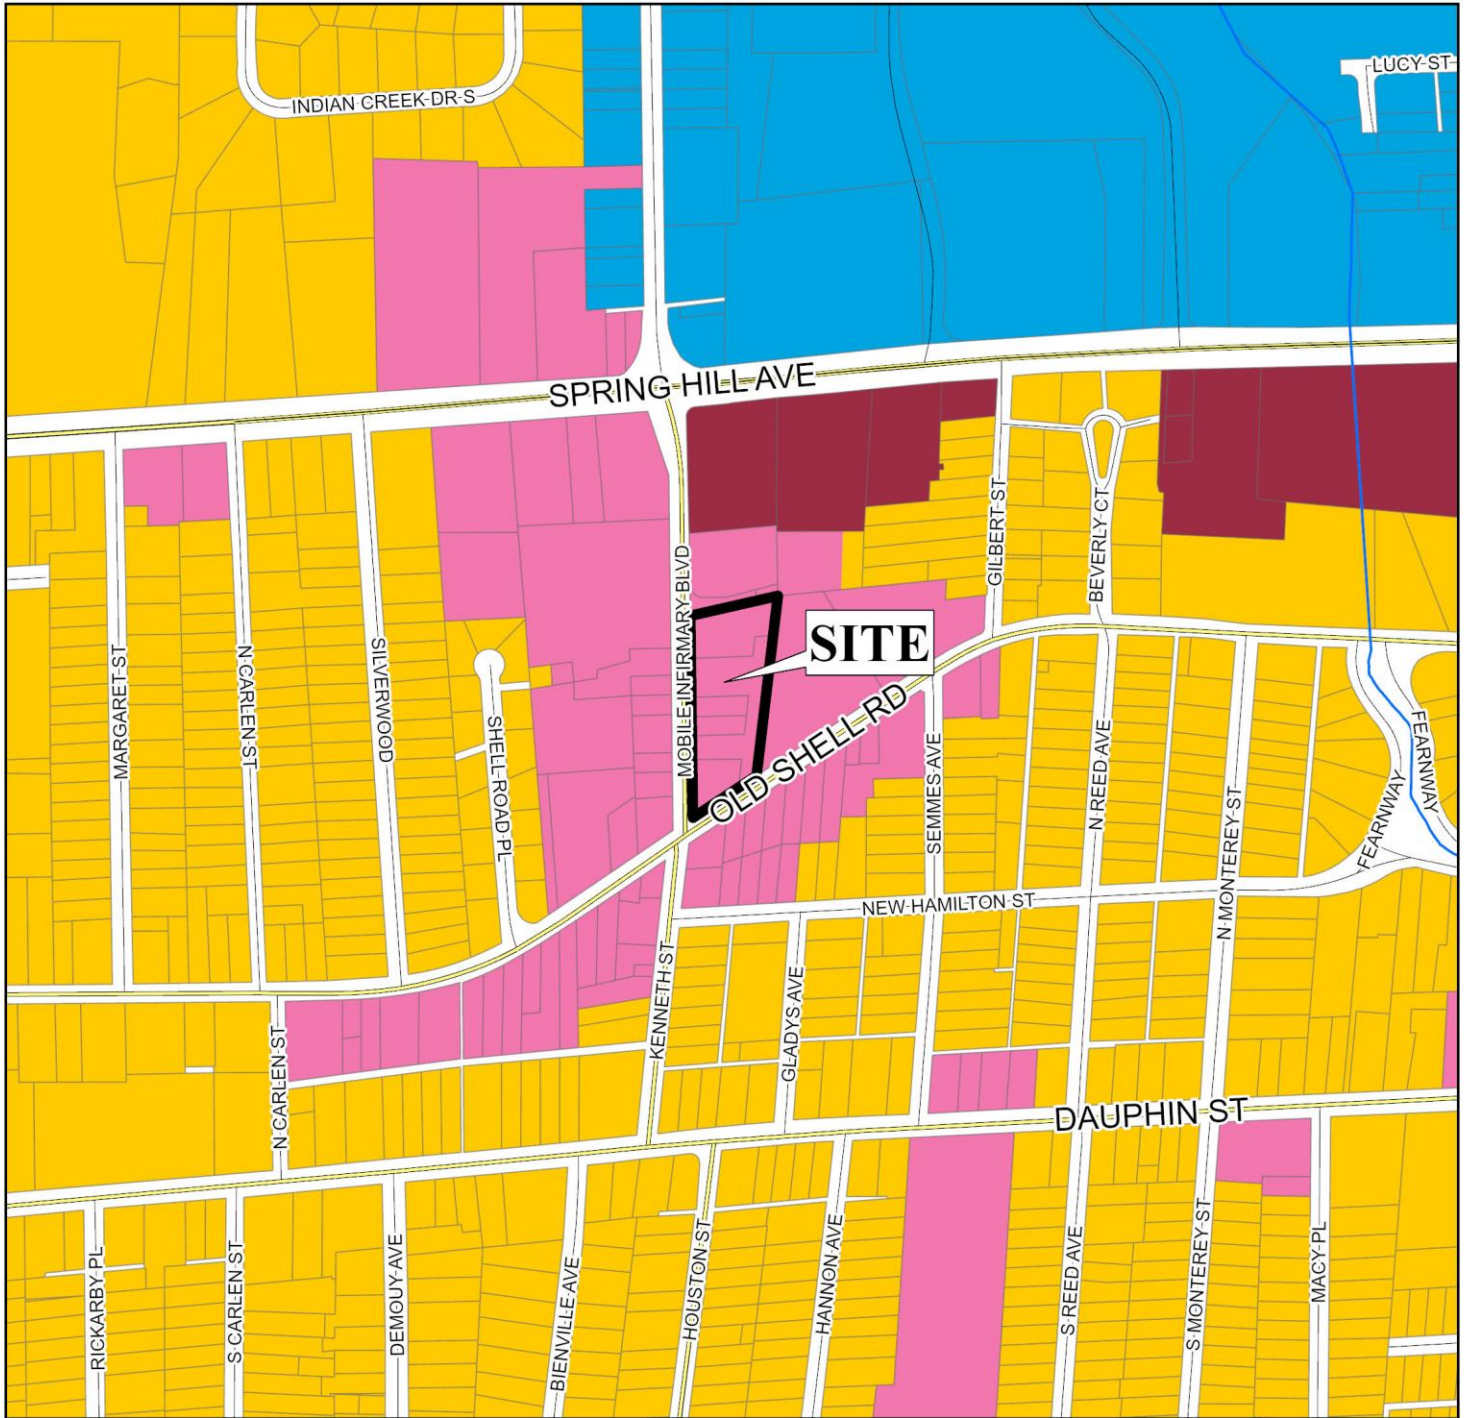 LUCY ST
INDIAN CREEK DR S
SPRING HILL AVE
GILBERT ST
BEVERLY CT
MOBILE INFIRMARY BLVD
SITE
MARGARET ST
N CARLEN ST
SILVERWOOD
SHELL ROAD PL
OLD SHELL RD
SEMMES AVE
N REED AVE
N MONTEREY ST
FEARNWAY
FEARNWAY
NEW HAMILTON ST
KENNETH ST
GLADYS AVE
N CARLEN ST
DAUPHIN ST
RICKARBY PL
S CARLEN ST
DEMOUY AVE
BIENVILLE AVE
HOUSTON ST
HANNON AVE
S REED AVE
S MONTEREY ST
MACY PL